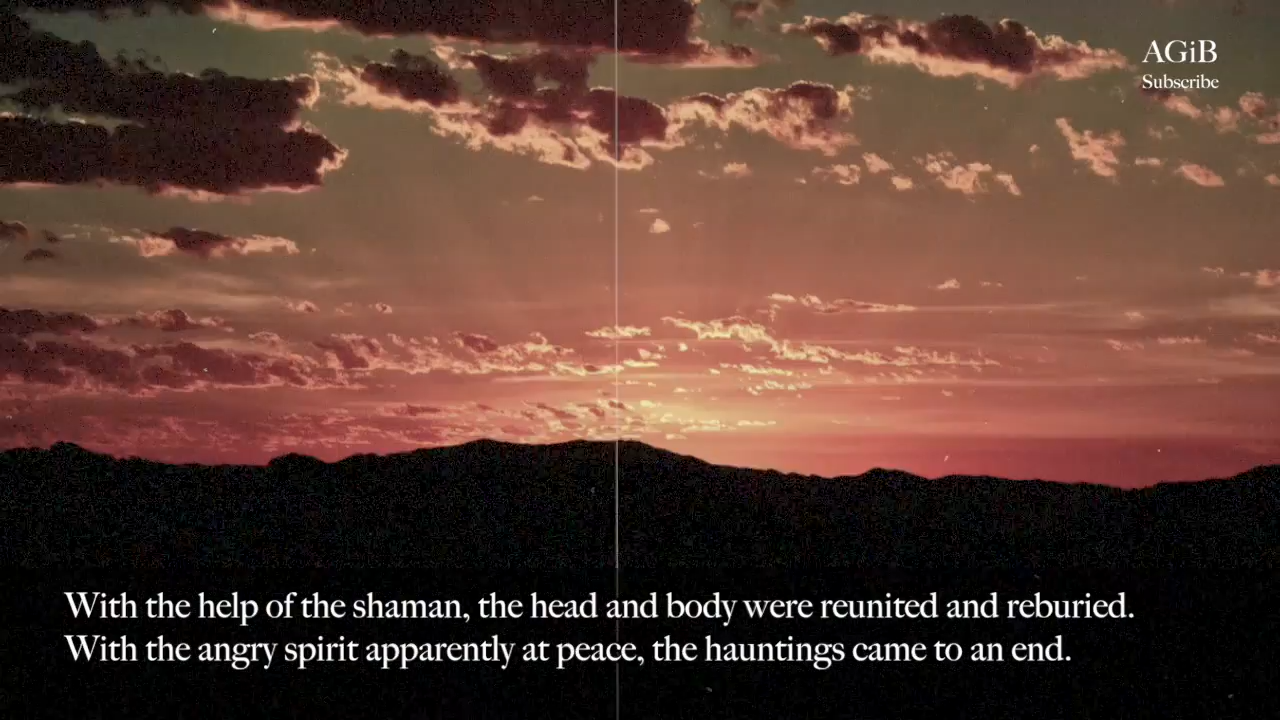 AGiB
Subscribe
With the help of the shaman, the head and body were reunited and reburied.
With the angry spirit apparently at peace, the hauntings came to an end.